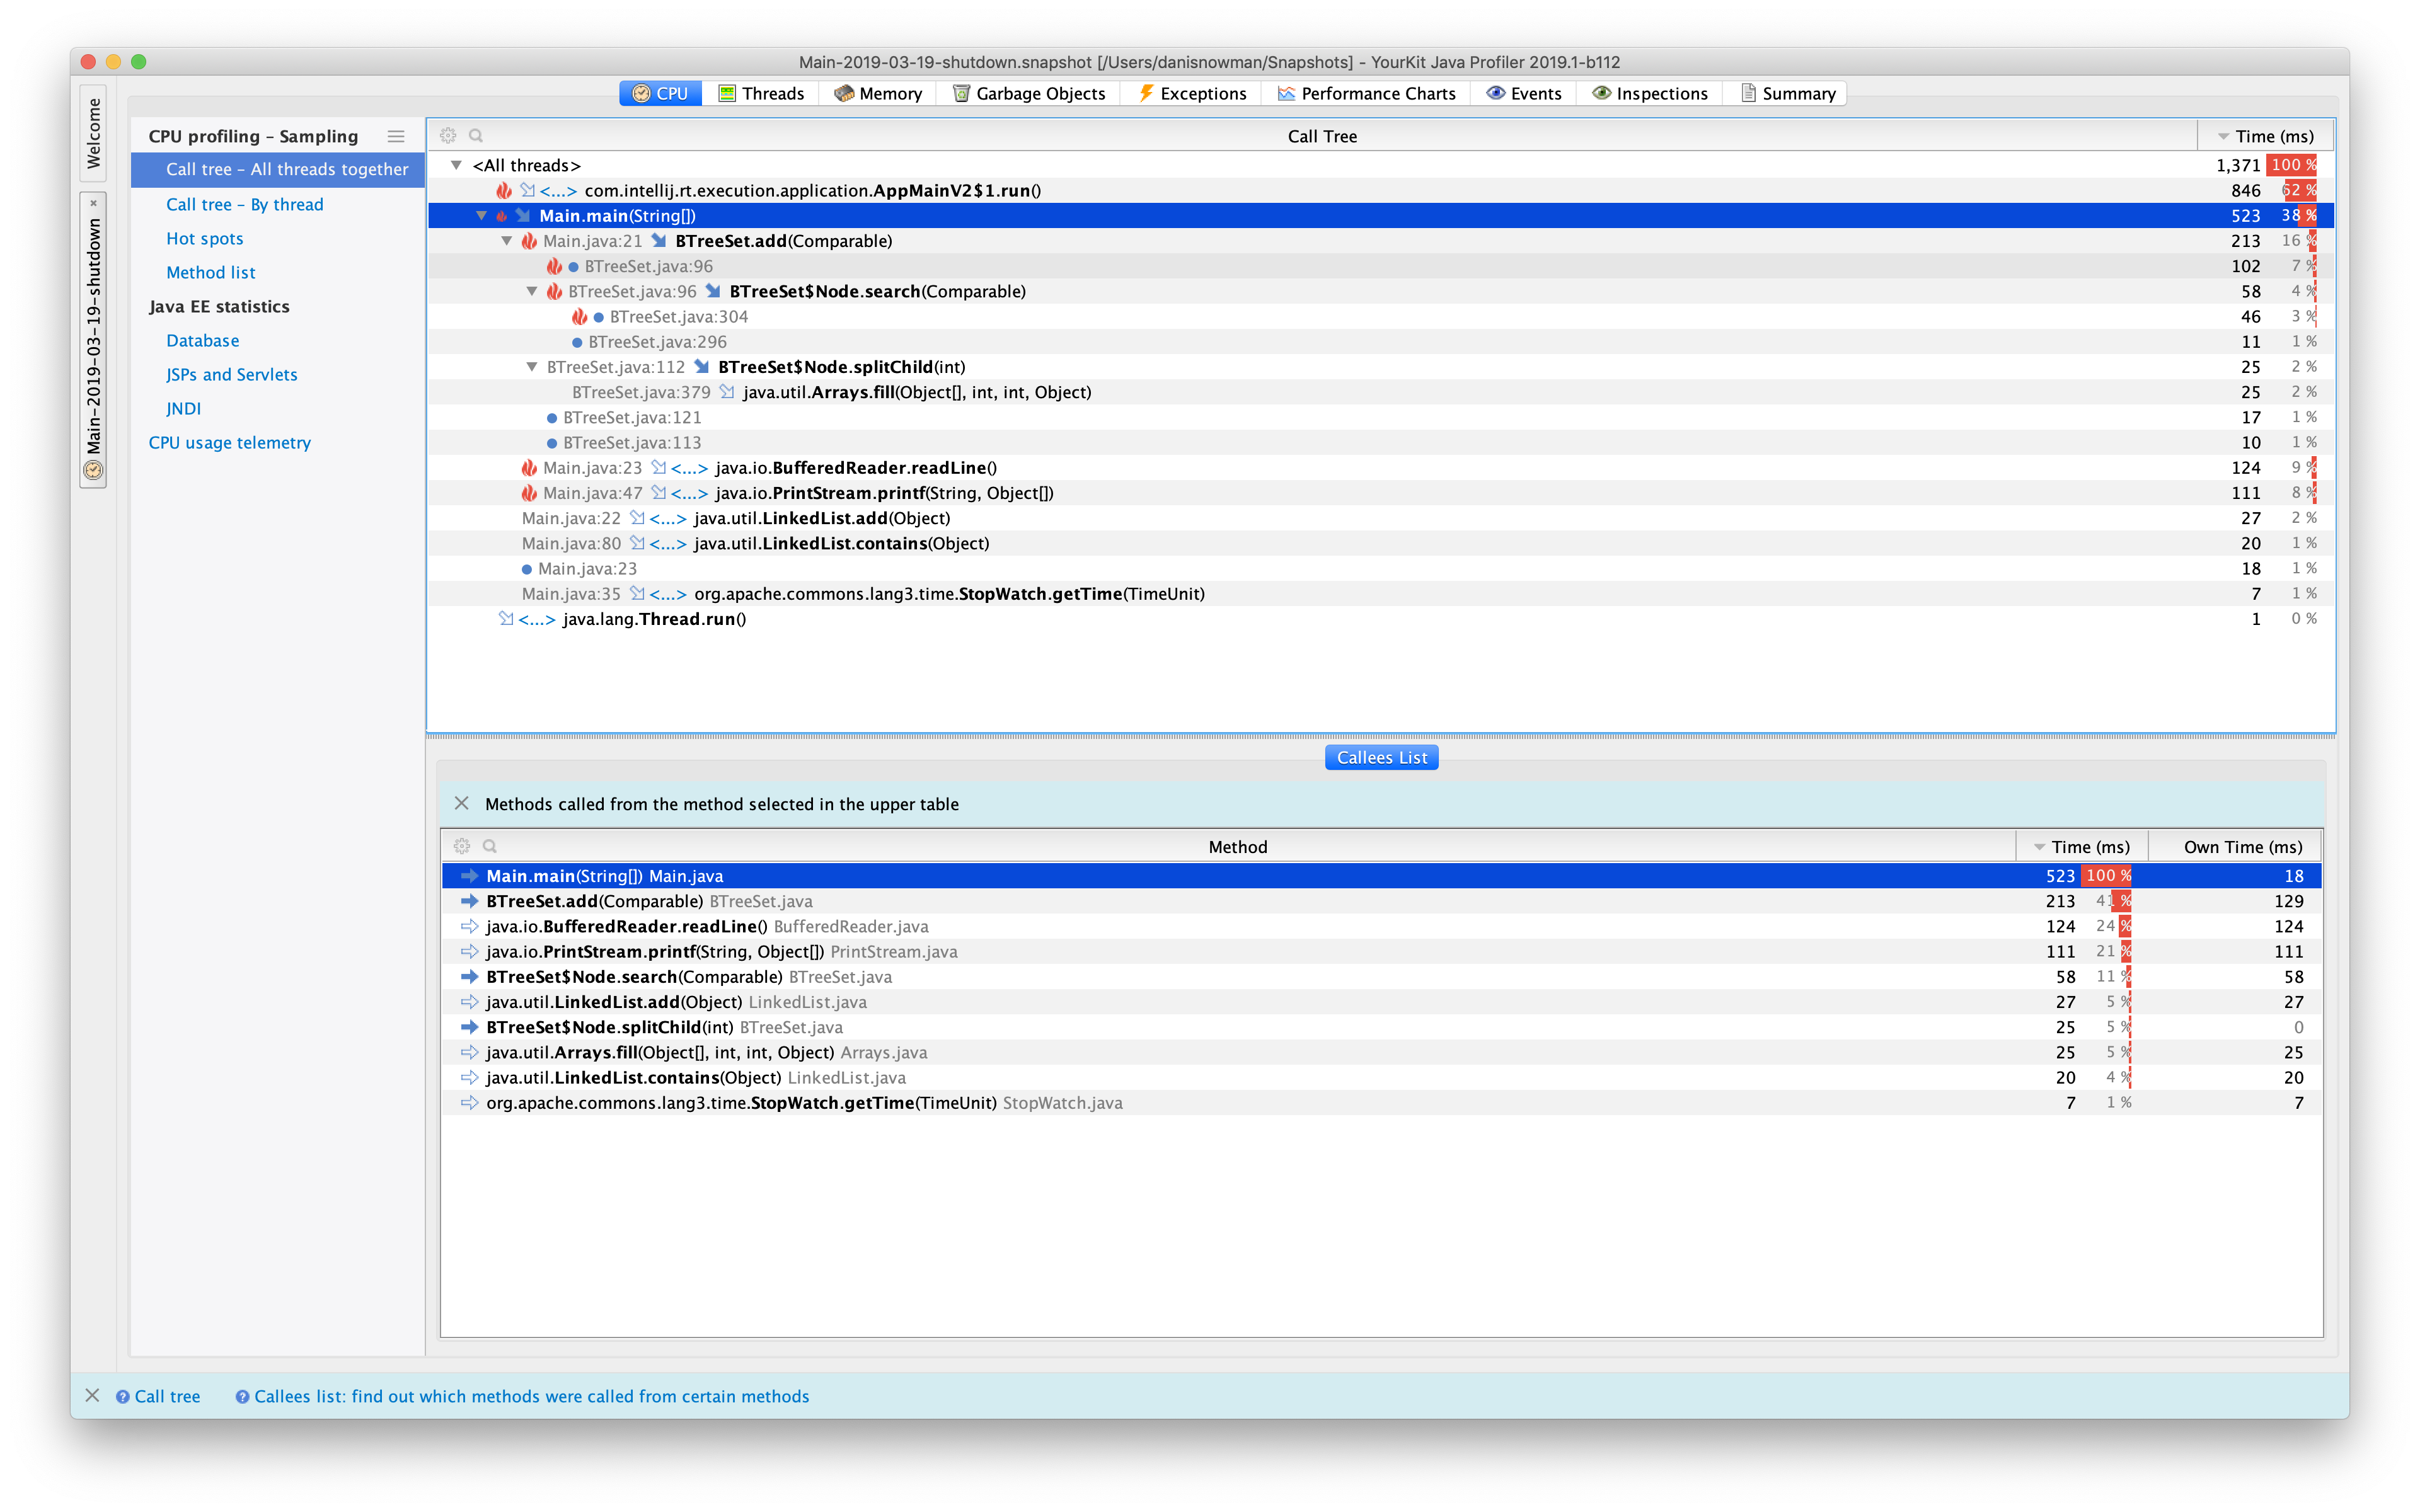 Main-2019-03-19-shutdown.snapshot [/Users/danisnowman/Snapshots] - YourKit Java Profiler 2019.1-b112
CPU Threads Memory Garbage Objects Exceptions Performance Charts Events Inspections Summary
Welcome
Main-2019-03-19-shutdown
CPU profiling – Sampling
Call tree – All threads together
Call tree – By thread
Hot spots
Method list
Java EE statistics
Database
JSPs and Servlets
JNDI
CPU usage telemetry
Call Tree Time (ms)
<All threads> 1,371 100 %
<...> com.intellij.rt.execution.application.AppMainV2$1.run() 846 62 %
Main.main(String[]) 523 38 %
Main.java:21 BTreeSet.add(Comparable) 213 16 %
BTreeSet.java:96 102 7 %
BTreeSet.java:96 BTreeSet$Node.search(Comparable) 58 4 %
BTreeSet.java:304 46 3 %
BTreeSet.java:296 11 1 %
BTreeSet.java:112 BTreeSet$Node.splitChild(int) 25 2 %
BTreeSet.java:379 java.util.Arrays.fill(Object[], int, int, Object) 25 2 %
BTreeSet.java:121 17 1 %
BTreeSet.java:113 10 1 %
Main.java:23 <...> java.io.BufferedReader.readLine() 124 9 %
Main.java:47 <...> java.io.PrintStream.printf(String, Object[]) 111 8 %
Main.java:22 <...> java.util.LinkedList.add(Object) 27 2 %
Main.java:80 <...> java.util.LinkedList.contains(Object) 20 1 %
Main.java:23 18 1 %
Main.java:35 <...> org.apache.commons.lang3.time.StopWatch.getTime(TimeUnit) 7 1 %
<...> java.lang.Thread.run() 1 0 %
Callees List
Methods called from the method selected in the upper table
Method Time (ms) Own Time (ms)
Main.main(String[]) Main.java 523 100 % 18
BTreeSet.add(Comparable) BTreeSet.java 213 41 % 129
java.io.BufferedReader.readLine() BufferedReader.java 124 24 % 124
java.io.PrintStream.printf(String, Object[]) PrintStream.java 111 21 % 111
BTreeSet$Node.search(Comparable) BTreeSet.java 58 11 % 58
java.util.LinkedList.add(Object) LinkedList.java 27 5 % 27
BTreeSet$Node.splitChild(int) BTreeSet.java 25 5 % 0
java.util.Arrays.fill(Object[], int, int, Object) Arrays.java 25 5 % 25
java.util.LinkedList.contains(Object) LinkedList.java 20 4 % 20
org.apache.commons.lang3.time.StopWatch.getTime(TimeUnit) StopWatch.java 7 1 % 7
Call tree Callees list: find out which methods were called from certain methods